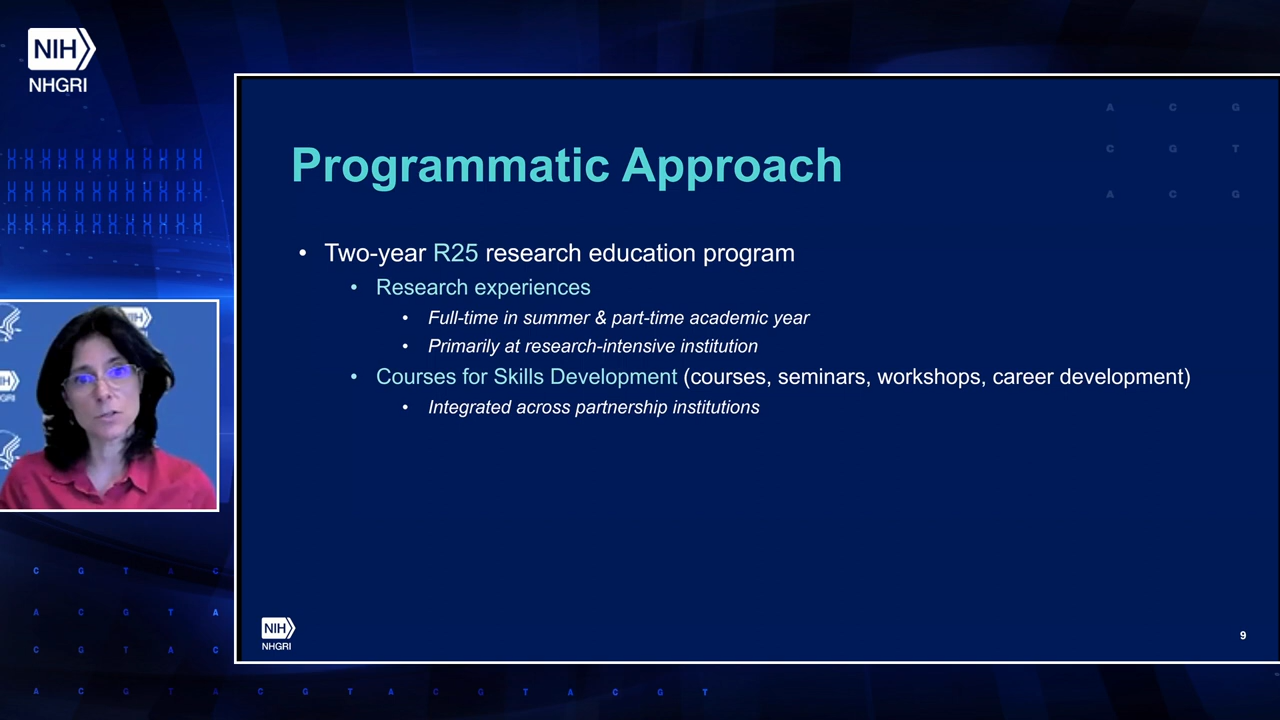 NIH
NHGRI
A C G
C G T
A C G
Programmatic Approach
• Two-year R25 research education program
• Research experiences
• Full-time in summer & part-time academic year
• Primarily at research-intensive institution
• Courses for Skills Development (courses, seminars, workshops, career development)
• Integrated across partnership institutions
NIH
C G T A C
A C G T A
C G T A C
A C G T A C G T A C G T A C G T
NIH
NHGRI
9